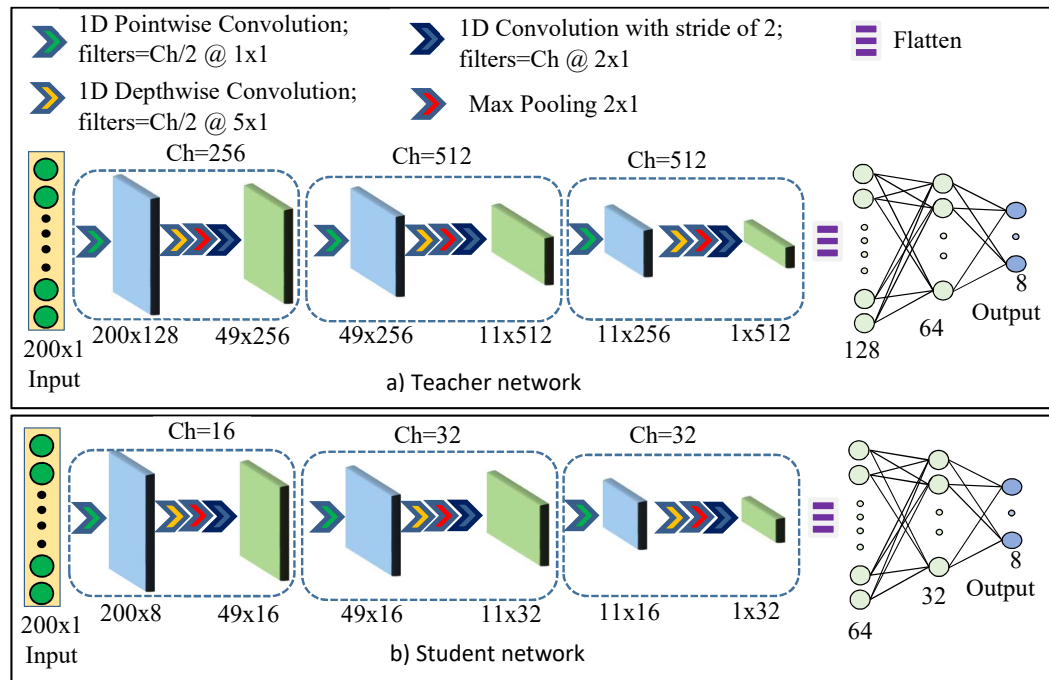 1D Pointwise Convolution;
filters=Ch/2 @ 1x1
1D Convolution with stride of 2;
filters=Ch @ 2x1
Flatten
1D Depthwise Convolution;
filters=Ch/2 @ 5x1
Max Pooling 2x1
Ch=256
Ch=512
Ch=512
200x128
49x256
49x256
11x512
11x256
1x512
200x1
Input
128
64
8
Output
a) Teacher network
Ch=16
Ch=32
Ch=32
200x8
49x16
49x16
11x32
11x16
1x32
200x1
Input
64
32
8
Output
b) Student network